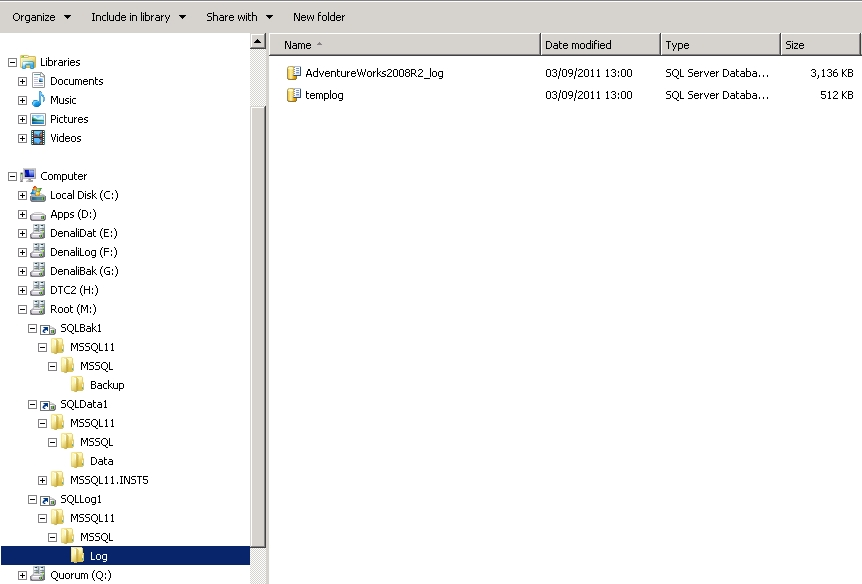 Organize Include in library Share with New folder
Name Date modified Type Size
AdventureWorks2008R2_log 03/09/2011 13:00 SQL Server Databa... 3,136 KB
templog 03/09/2011 13:00 SQL Server Databa... 512 KB
Libraries
Documents
Music
Pictures
Videos
Computer
Local Disk (C:)
Apps (D:)
DenaliDat (E:)
DenaliLog (F:)
DenaliBak (G:)
DTC2 (H:)
Root (M:)
SQLBak1
MSSQL11
MSSQL
Backup
SQLData1
MSSQL11
MSSQL
Data
MSSQL11.INST5
SQLLog1
MSSQL11
MSSQL
Log
Quorum (Q:)